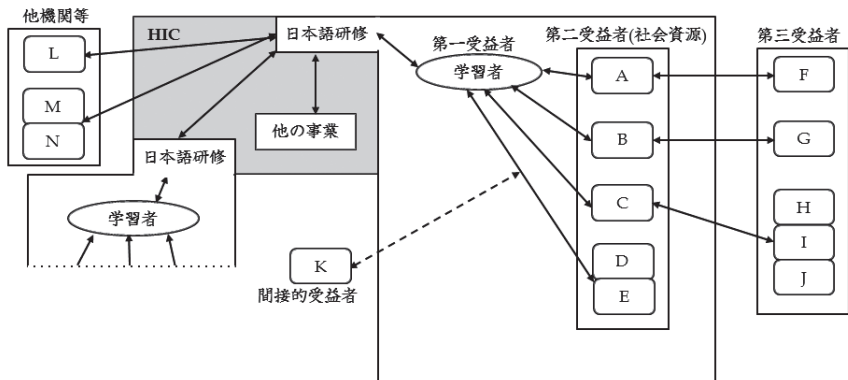 他機関等
L
M
N
HIC
日本語研修
他の事業
日本語研修
学習者
K
間接的受益者
第一受益者
学習者
第二受益者(社会資源)
A
B
C
D
E
第三受益者
F
G
H
I
J